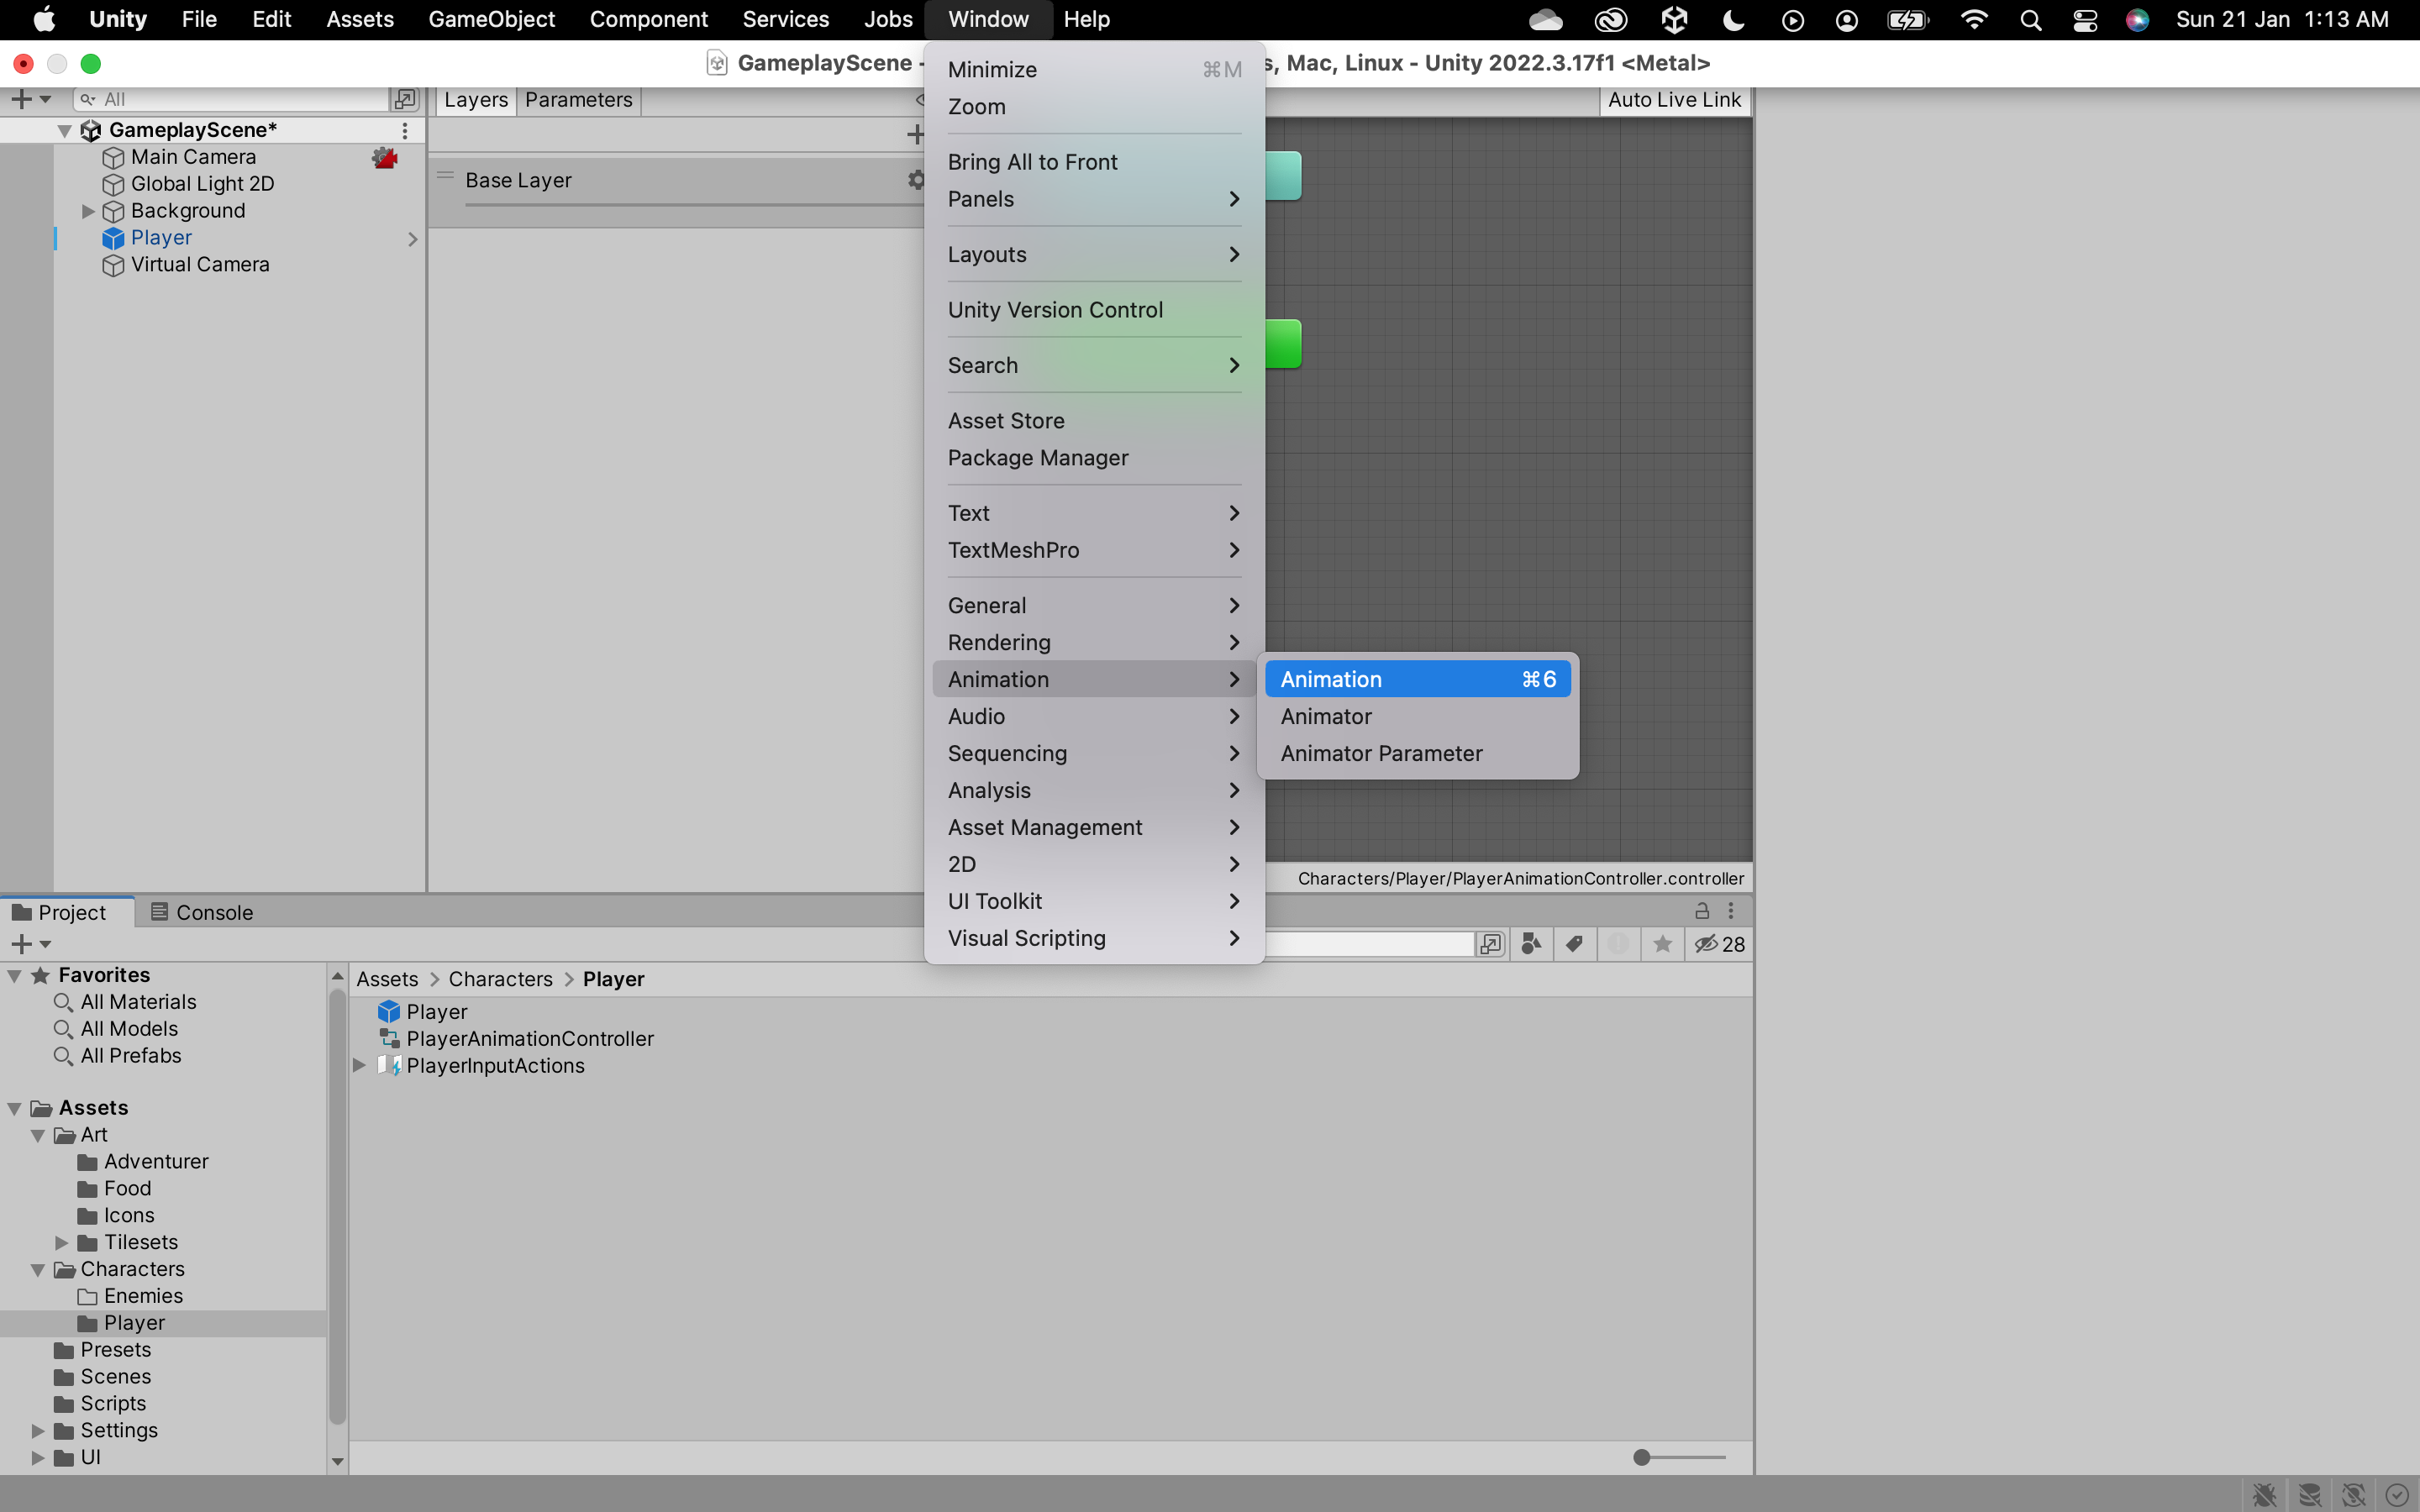 Unity File Edit Assets GameObject Component Services Jobs Window Help Sun 21 Jan 1:13 AM
GameplayScene - s, Mac, Linux - Unity 2022.3.17f1 <Metal>
All
Layers Parameters
Auto Live Link
GameplayScene*
Main Camera
Global Light 2D
Background
Player
Virtual Camera
Base Layer
Minimize ⌘M
Zoom
Bring All to Front
Panels
Layouts
Unity Version Control
Search
Asset Store
Package Manager
Text
TextMeshPro
General
Rendering
Animation
Audio
Sequencing
Analysis
Asset Management
2D
UI Toolkit
Visual Scripting
Animation ⌘6
Animator
Animator Parameter
Characters/Player/PlayerAnimationController.controller
Project Console
28
Favorites
All Materials
All Models
All Prefabs
Assets
Art
Adventurer
Food
Icons
Tilesets
Characters
Enemies
Player
Presets
Scenes
Scripts
Settings
UI
Assets > Characters > Player
Player
PlayerAnimationController
PlayerInputActions